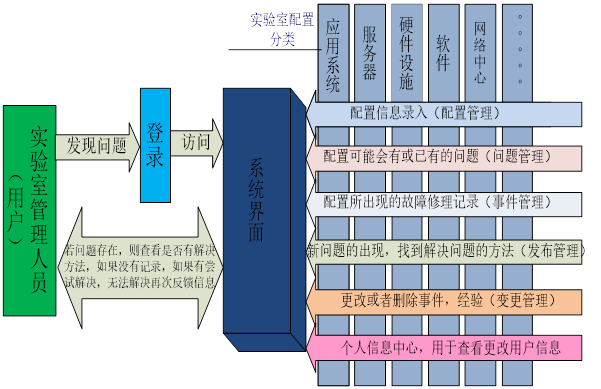 实验室配置
分类
应用系统
服务器
硬件设施
软件
网络中心
。。。。。
实验室管理人员
（用户）
发现问题
登录
访问
系统界面
若问题存在，则查看是否有解决
方法，如果没有记录，如果有尝
试解决，无法解决再次反馈信息
配置信息录入（配置管理）
配置可能会有或已有的问题（问题管理）
配置所出现的故障修理记录（事件管理）
新问题的出现，找到解决问题的方法（发布管理）
更改或者删除事件，经验（变更管理）
个人信息中心，用于查看更改用户信息